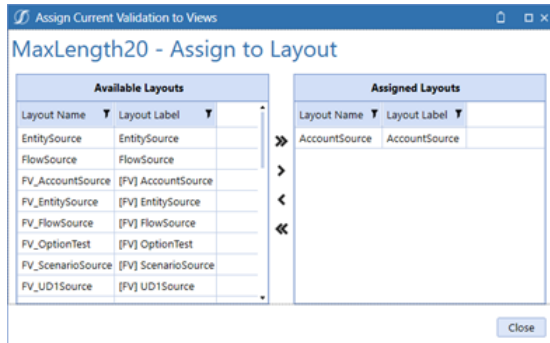 Assign Current Validation to Views
MaxLength20 - Assign to Layout
Available Layouts
Layout Name Layout Label
EntitySource EntitySource
FlowSource FlowSource
FV_AccountSource [FV] AccountSource
FV_EntitySource [FV] EntitySource
FV_FlowSource [FV] FlowSource
FV_OptionTest [FV] OptionTest
FV_ScenarioSource [FV] ScenarioSource
FV_UD1Source [FV] UD1Source
Assigned Layouts
Layout Name Layout Label
AccountSource AccountSource
Close